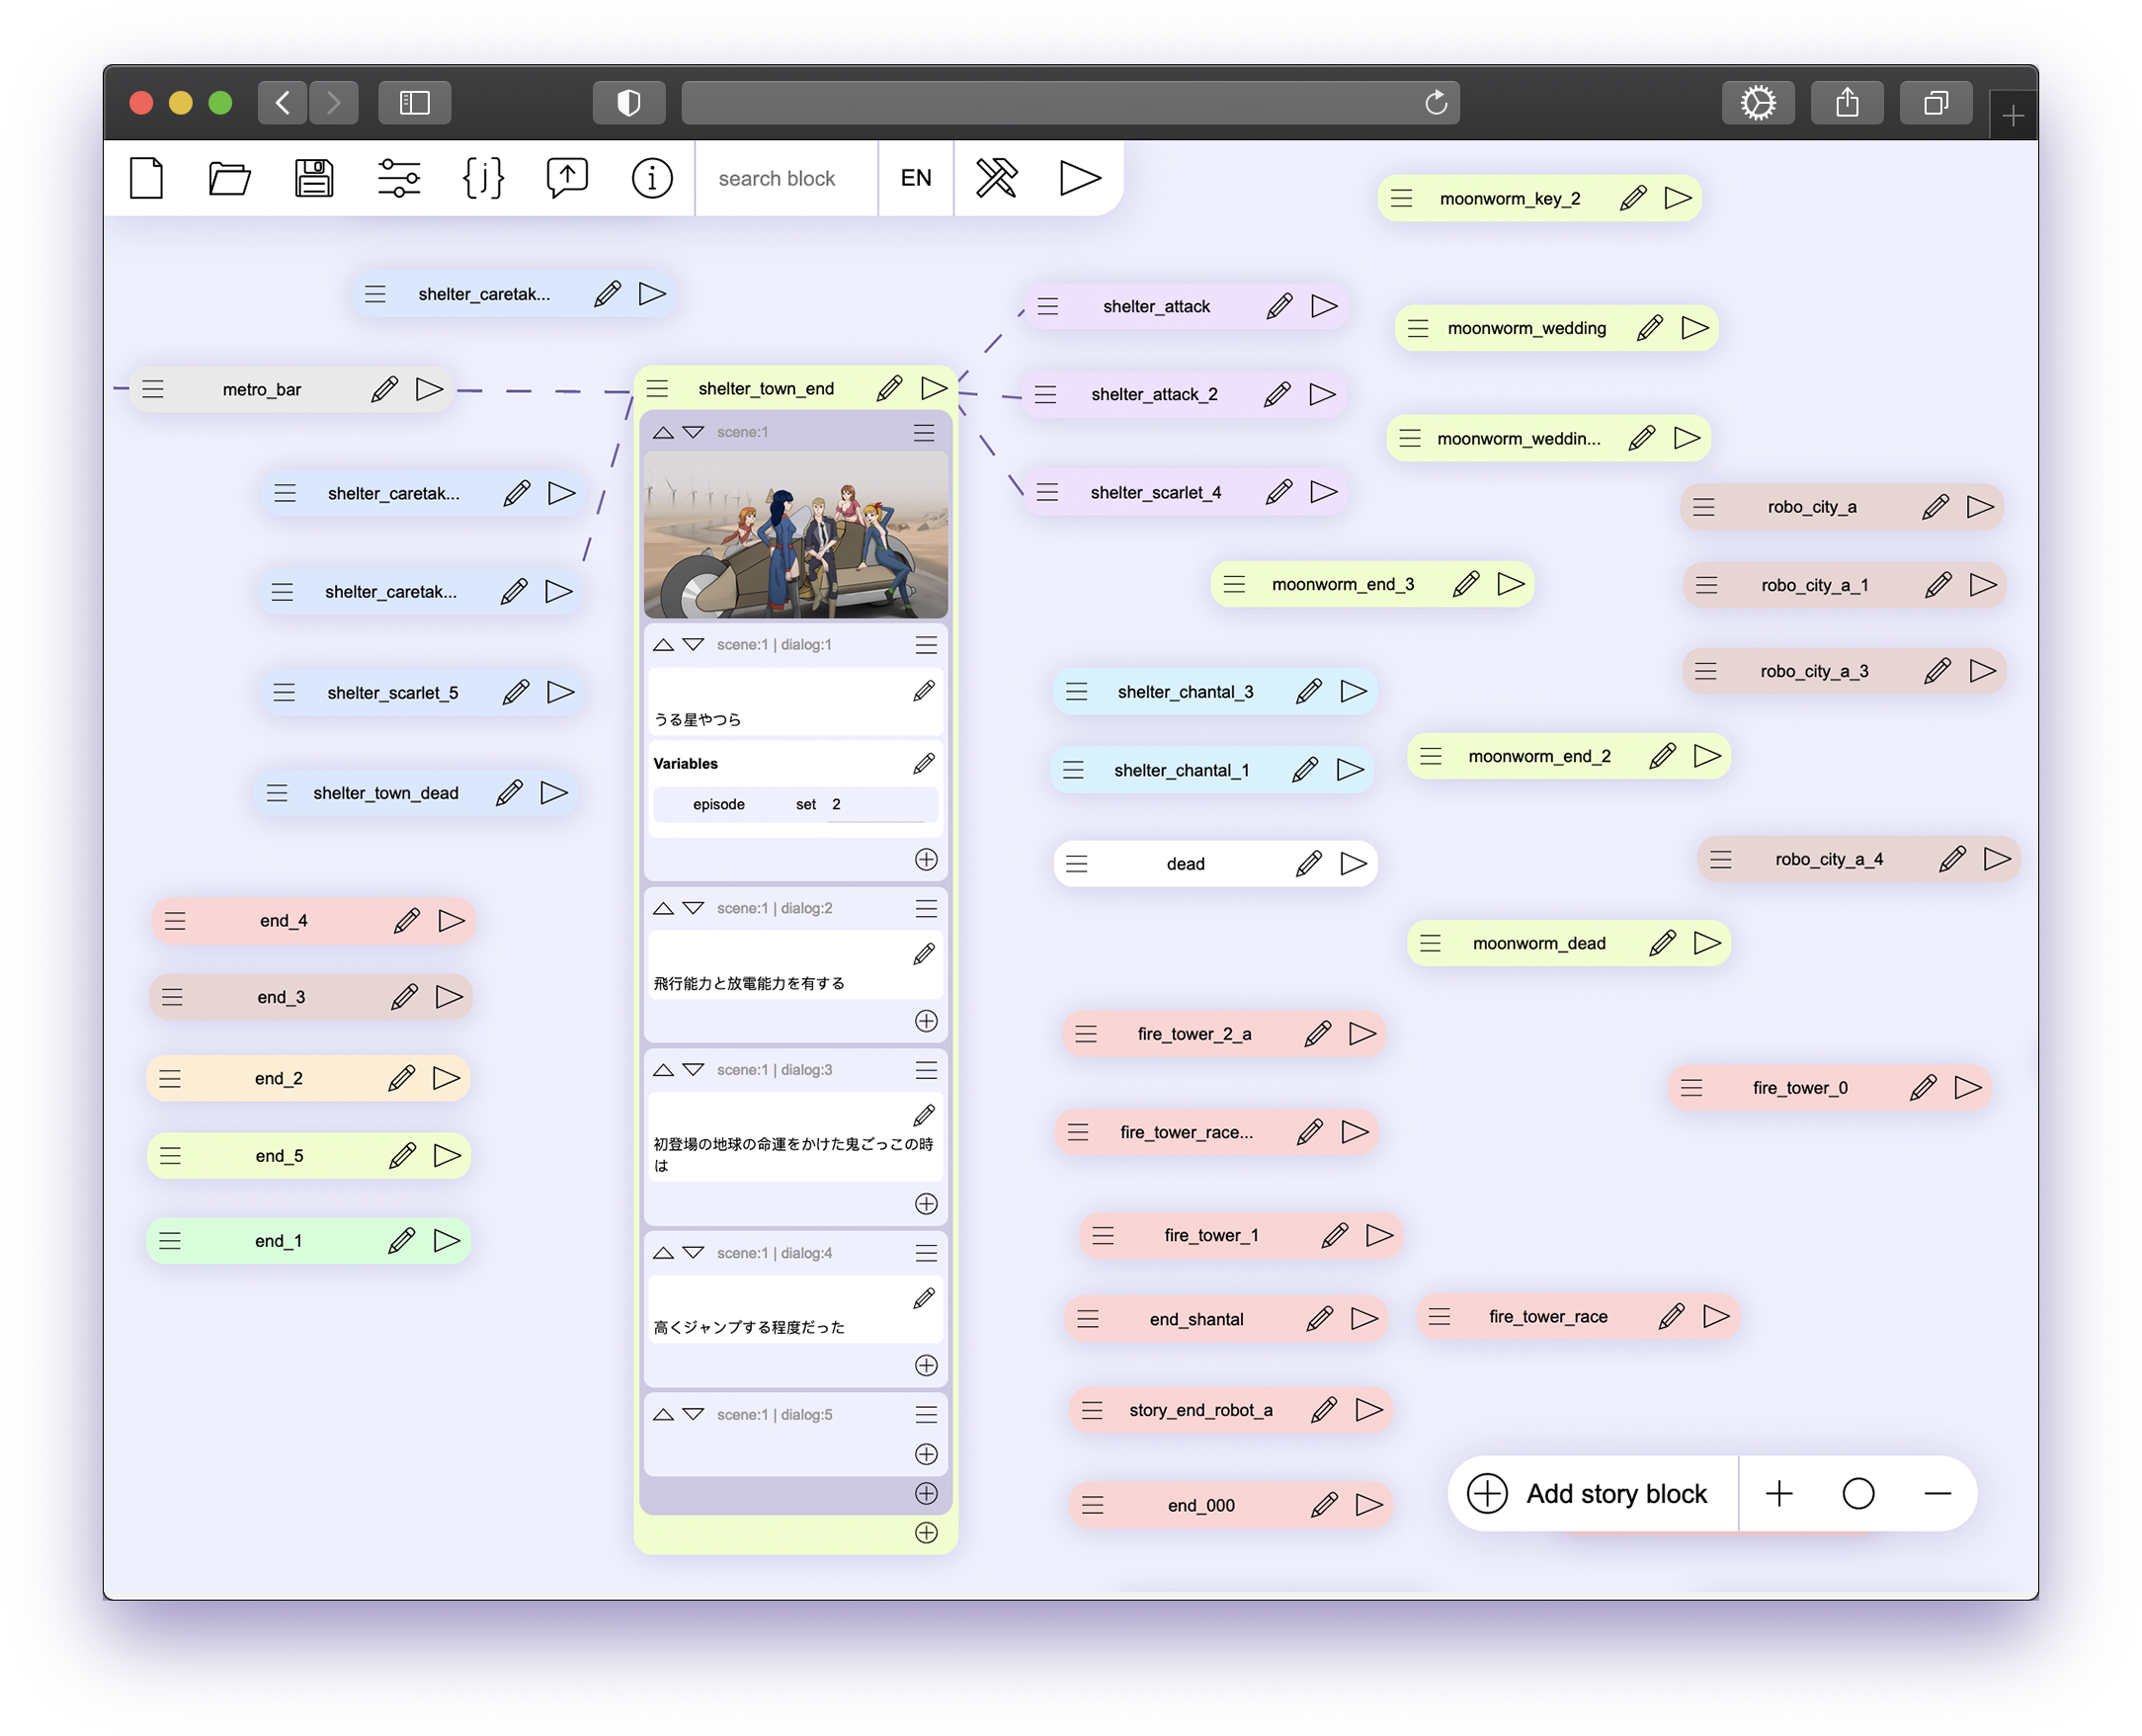 {j}
search block
EN
moonworm_key_2
shelter_caretak...
shelter_attack
moonworm_wedding
metro_bar
shelter_town_end
shelter_attack_2
scene:1
moonworm_weddin...
shelter_caretak...
shelter_scarlet_4
robo_city_a
shelter_caretak...
moonworm_end_3
robo_city_a_1
scene:1 | dialog:1
robo_city_a_3
shelter_scarlet_5
shelter_chantal_3
うる星やつら
Variables
moonworm_end_2
shelter_chantal_1
shelter_town_dead
episode set 2
dead
robo_city_a_4
scene:1 | dialog:2
end_4
moonworm_dead
飛行能力と放電能力を有する
end_3
fire_tower_2_a
scene:1 | dialog:3
end_2
fire_tower_0
fire_tower_race...
初登場の地球の命運をかけた鬼ごっこの時
は
end_5
fire_tower_1
end_1
scene:1 | dialog:4
end_shantal
fire_tower_race
高くジャンプする程度だった
story_end_robot_a
scene:1 | dialog:5
end_000
Add story block